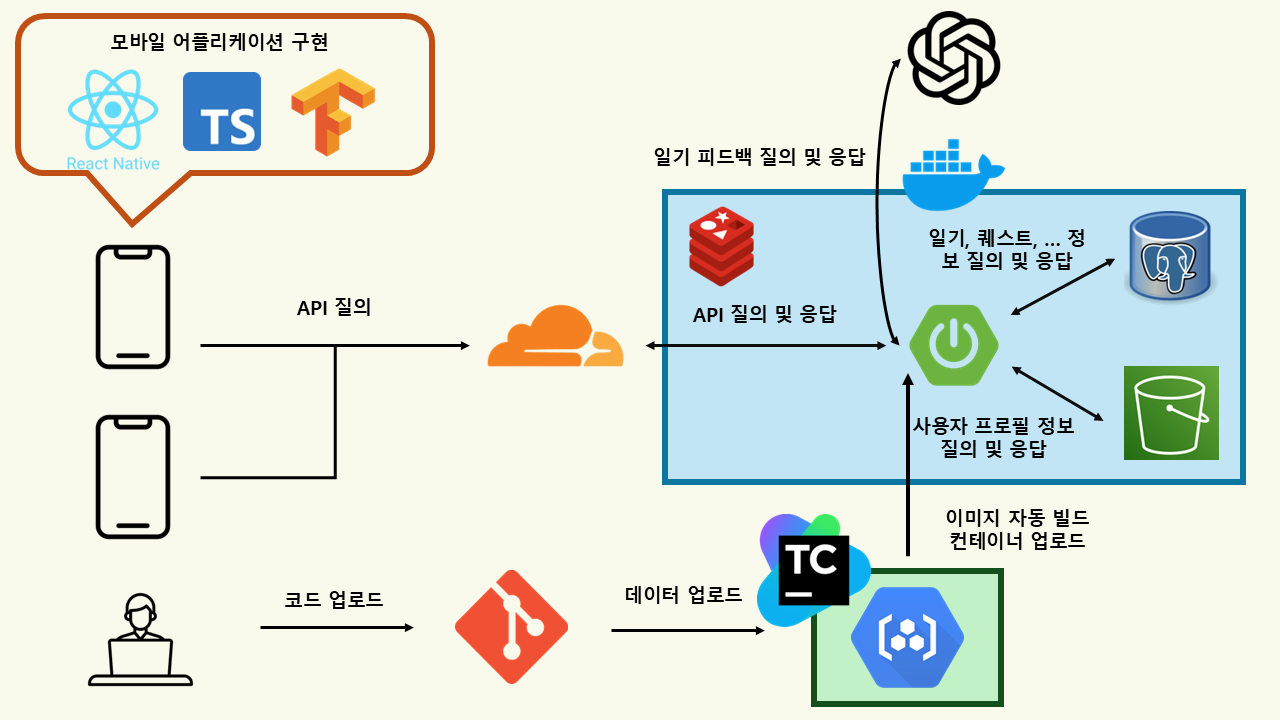 모바일 어플리케이션 구현
TS
React Native
일기 피드백 질의 및 응답
일기, 퀘스트, ... 정
보 질의 및 응답
API 질의
API 질의 및 응답
사용자 프로필 정보
질의 및 응답
이미지 자동 빌드
컨테이너 업로드
TC
코드 업로드
데이터 업로드